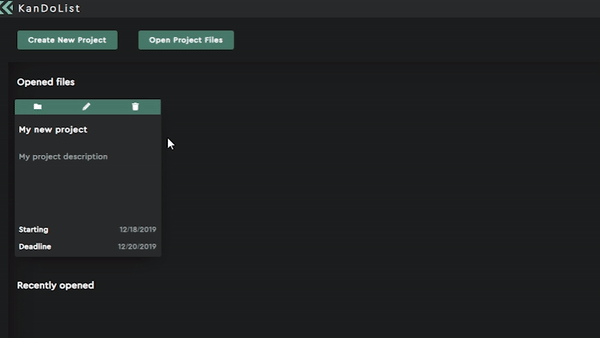 KanDoList
Create New Project
Open Project Files
Opened files
My new project
My project description
Starting 12/18/2019
Deadline 12/20/2019
Recently opened